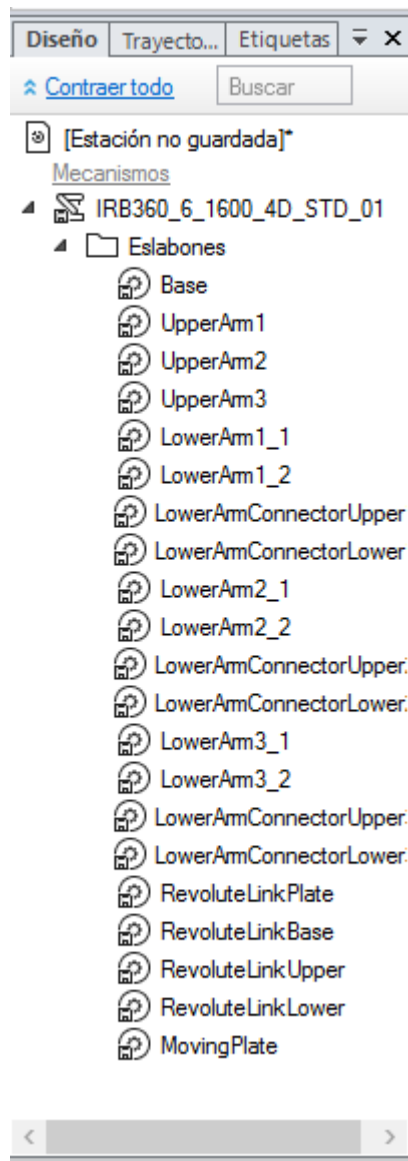 Diseño Trayecto... Etiquetas
Contraer todo Buscar
[Estación no guardada]*
Mecanismos
IRB360_6_1600_4D_STD_01
Eslabones
Base
UpperArm1
UpperArm2
UpperArm3
LowerArm1_1
LowerArm1_2
LowerArmConnectorUpper
LowerArmConnectorLower
LowerArm2_1
LowerArm2_2
LowerArmConnectorUpper
LowerArmConnectorLower
LowerArm3_1
LowerArm3_2
LowerArmConnectorUpper
LowerArmConnectorLower
RevoluteLinkPlate
RevoluteLinkBase
RevoluteLinkUpper
RevoluteLinkLower
MovingPlate